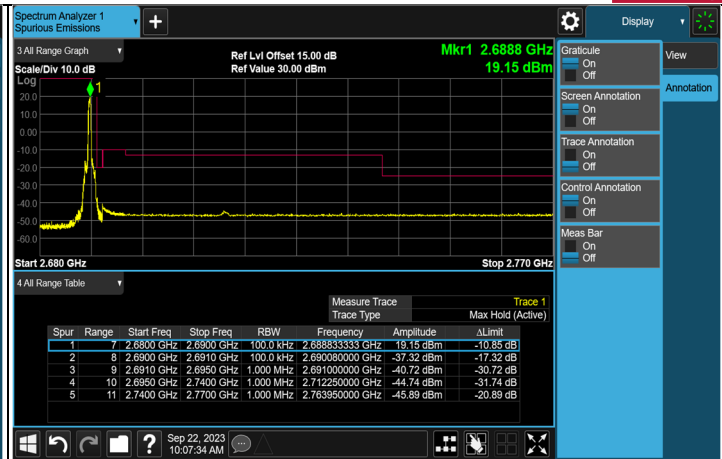 Spectrum Analyzer 1
Spurious Emissions
Display
3 All Range Graph
Ref Lvl Offset 15.00 dB
Mkr1 2.6888 GHz
Scale/Div 10.0 dB
Ref Value 30.00 dBm
19.15 dBm
Log
1
20.0
10.0
0.00
-10.0
-20.0
-30.0
-40.0
-50.0
-60.0
Start 2.680 GHz
Stop 2.770 GHz
Graticule
On
Off
Screen Annotation
On
Off
Trace Annotation
On
Off
Control Annotation
On
Off
Meas Bar
On
Off
View
Annotation
4 All Range Table
Measure Trace Trace 1
Trace Type Max Hold (Active)
Spur Range Start Freq Stop Freq RBW Frequency Amplitude ΔLimit
1 7 2.6800 GHz 2.6900 GHz 100.0 kHz 2.688833333 GHz 19.15 dBm -10.85 dB
2 8 2.6900 GHz 2.6910 GHz 100.0 kHz 2.690080000 GHz -37.32 dBm -17.32 dB
3 9 2.6910 GHz 2.6950 GHz 1.000 MHz 2.691000000 GHz -40.72 dBm -30.72 dB
4 10 2.6950 GHz 2.7400 GHz 1.000 MHz 2.712250000 GHz -44.74 dBm -31.74 dB
5 11 2.7400 GHz 2.7700 GHz 1.000 MHz 2.763950000 GHz -45.89 dBm -20.89 dB
?
Sep 22, 2023
10:07:34 AM